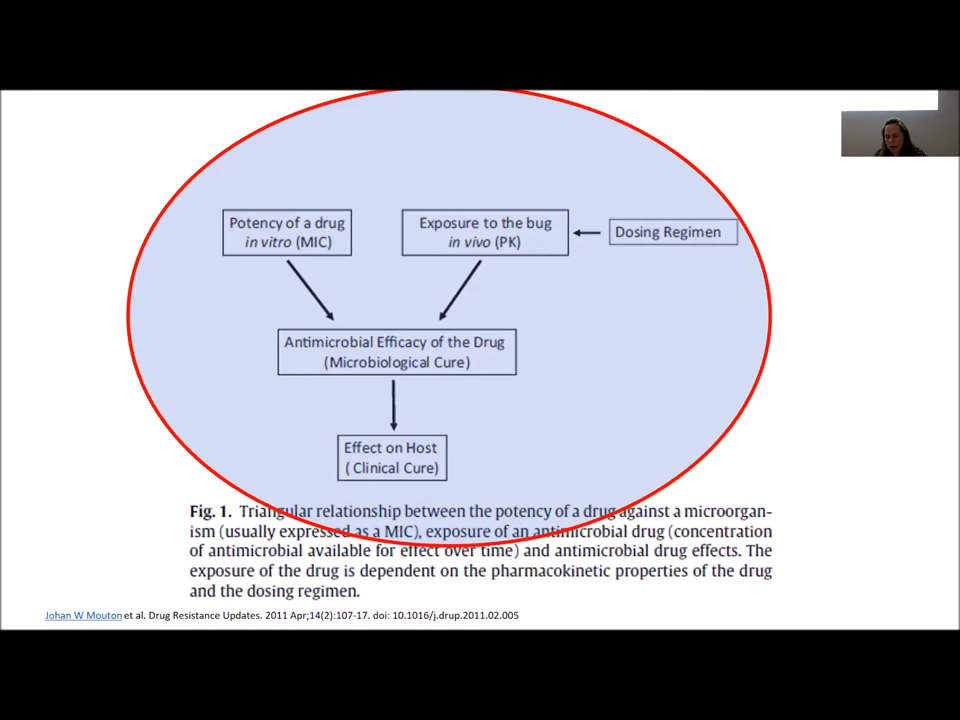 Potency of a drug
in vitro (MIC)
Exposure to the bug
in vivo (PK)
Dosing Regimen
Antimicrobial Efficacy of the Drug
(Microbiological Cure)
Effect on Host
( Clinical Cure)
Fig. 1. Triangular relationship between the potency of a drug against a microorgan-
ism (usually expressed as a MIC), exposure of an antimicrobial drug (concentration
of antimicrobial available for effect over time) and antimicrobial drug effects. The
exposure of the drug is dependent on the pharmacokinetic properties of the drug
and the dosing regimen.
Johan W Mouton et al. Drug Resistance Updates. 2011 Apr;14(2):107-17. doi: 10.1016/j.drup.2011.02.005